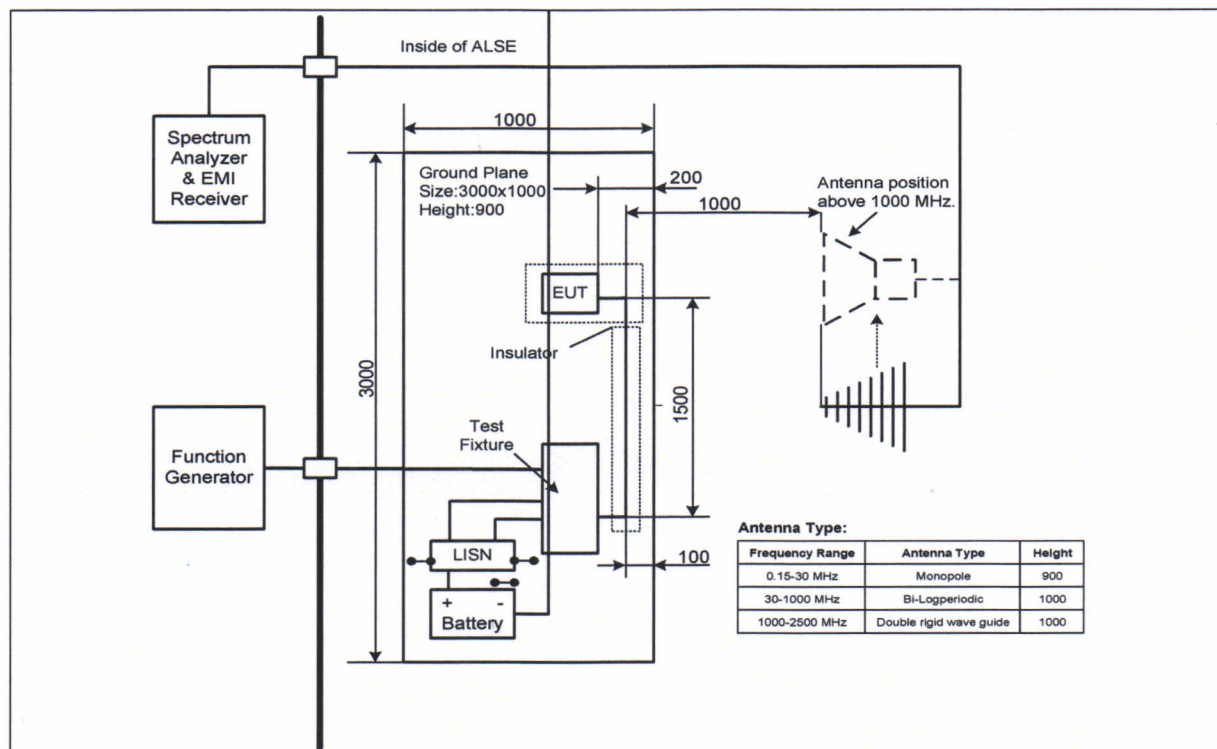 Inside of ALSE
Spectrum
Analyzer
& EMI
Receiver
1000
Ground Plane
Size:3000x1000
Height:900
200
1000
Antenna position
above 1000 MHz.
EUT
Insulator
3000
1500
Test
Fixture
Function
Generator
LISN
100
+ -
Battery
Antenna Type:
Frequency Range Antenna Type Height
0.15-30 MHz Monopole 900
30-1000 MHz Bi-Logperiodic 1000
1000-2500 MHz Double rigid wave guide 1000